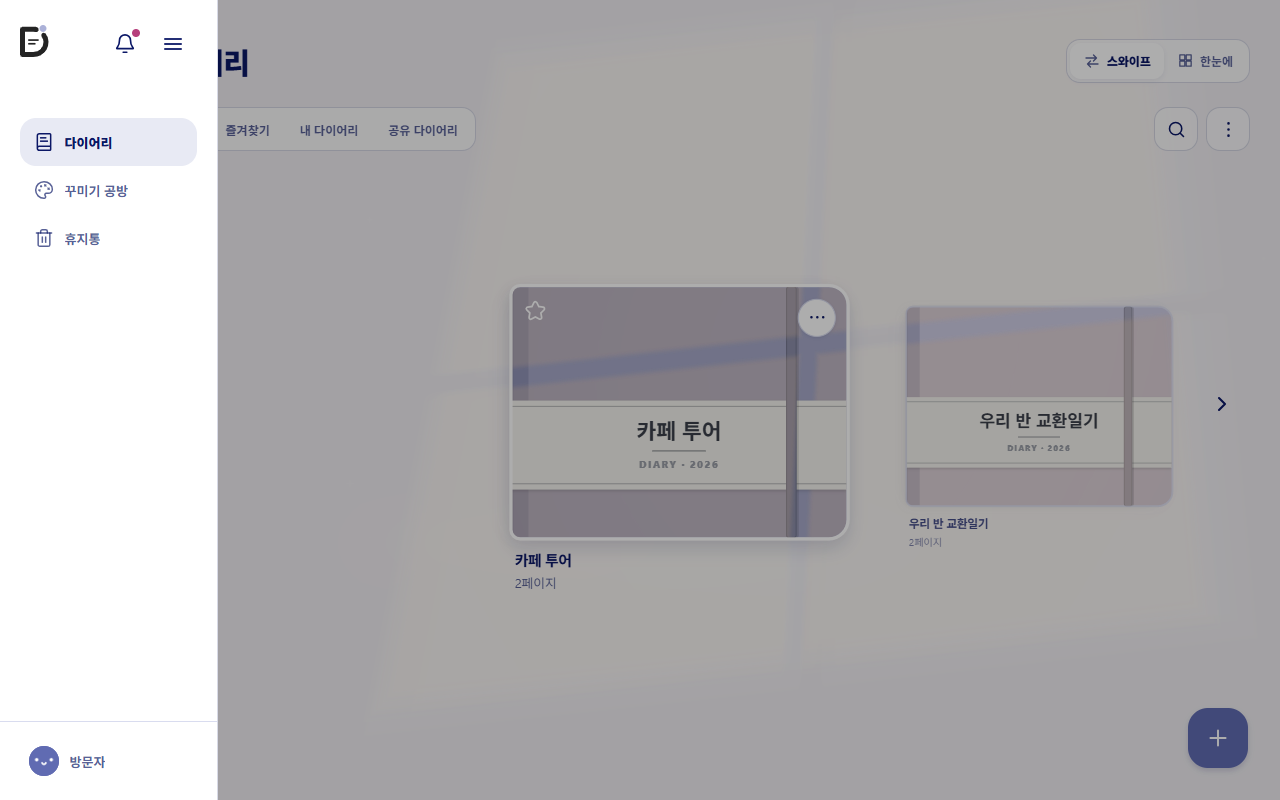 리
스와이프
한눈에
즐겨찾기
내 다이어리
공유 다이어리
다이어리
꾸미기 공방
휴지통
카페 투어
DIARY · 2026
카페 투어
2페이지
우리 반 교환일기
DIARY · 2026
우리 반 교환일기
2페이지
방문자